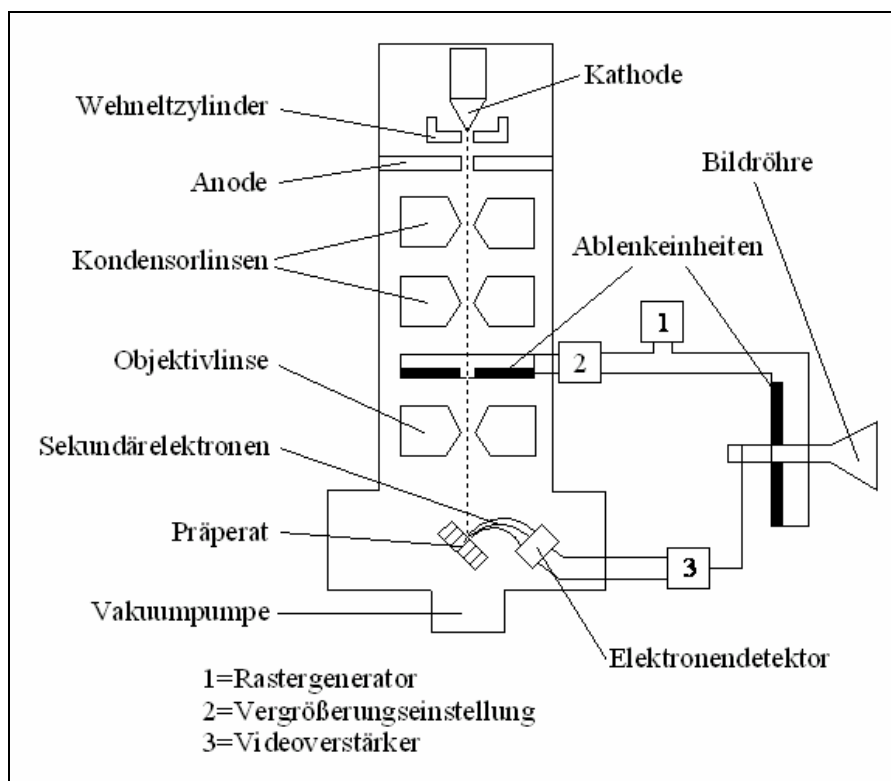 Kathode
Wehneltzylinder
Bildröhre
Anode
Ablenkeinheiten
Kondensorlinsen
1
Objektivlinse
2
Sekundärelektronen
Präperat
3
Vakuumpumpe
Elektronendetektor
1=Rastergenerator
2=Vergrößerungseinstellung
3=Videoverstärker